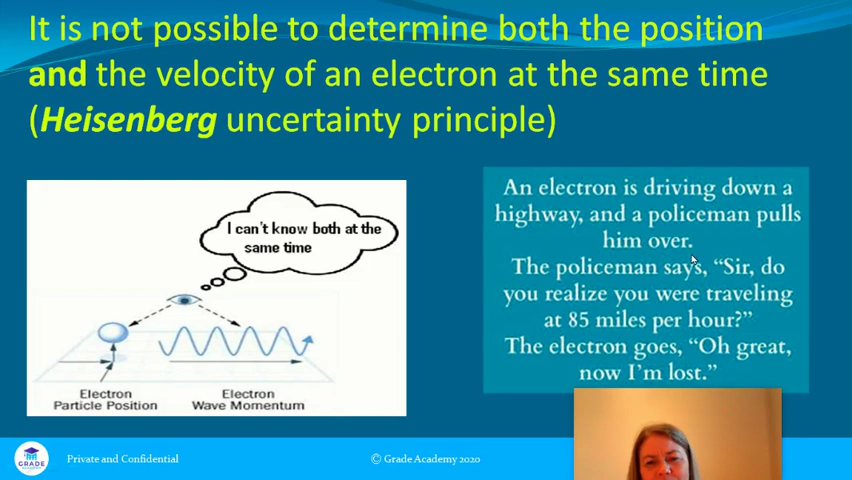 It is not possible to determine both the position
and the velocity of an electron at the same time
(Heisenberg uncertainty principle)
I can't know both at the
same time
Electron
Particle Position
Electron
Wave Momentum
An electron is driving down a
highway, and a policeman pulls
him over.
The policeman says, “Sir, do
you realize you were traveling
at 85 miles per hour?”
The electron goes, “Oh great,
now I'm lost.”
GRADE
ACADEMY
Private and Confidential
© Grade Academy 2020